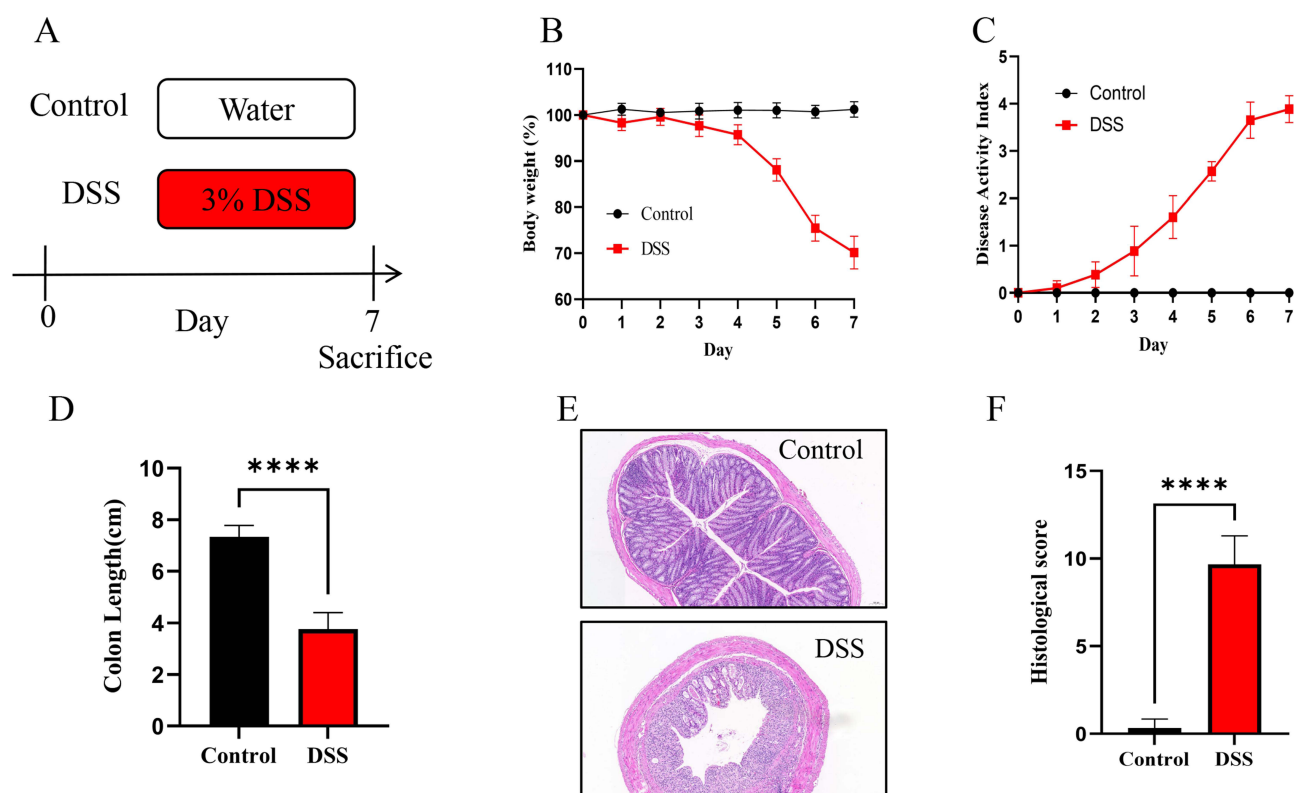 A
Control
Water
DSS
3% DSS
0
Day
7
Sacrifice
B
110
100
90
80
70
60
Body weight (%)
Control
DSS
0 1 2 3 4 5 6 7
Day
C
5
4
3
2
1
0
Disease Activity Index
Control
DSS
0 1 2 3 4 5 6 7
Day
D
10
8
6
4
2
0
Colon Length(cm)
****
Control DSS
E
Control
DSS
F
15
10
5
0
Histological score
****
Control DSS